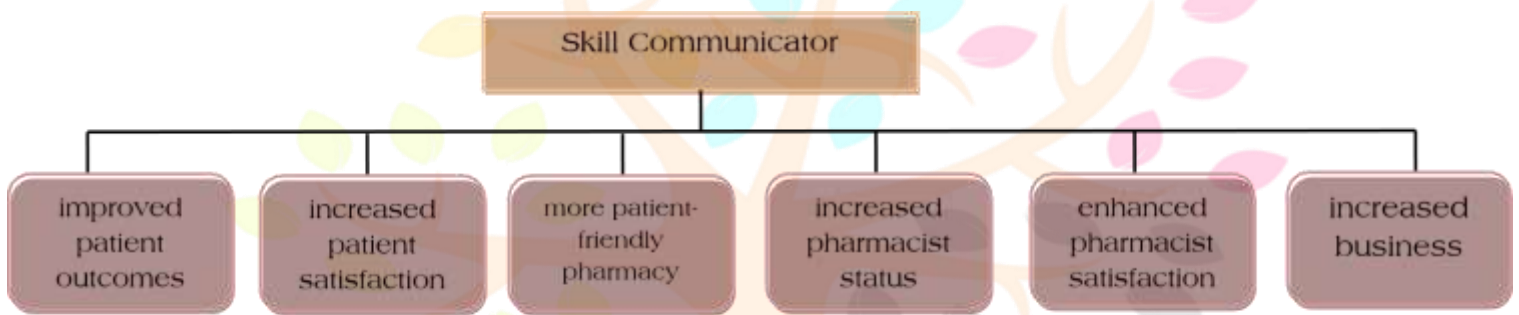 Skill Communicator
improved
patient
outcomes
increased
patient
satisfaction
more patient-
friendly
pharmacy
increased
pharmacist
status
enhanced
pharmacist
satisfaction
increased
business